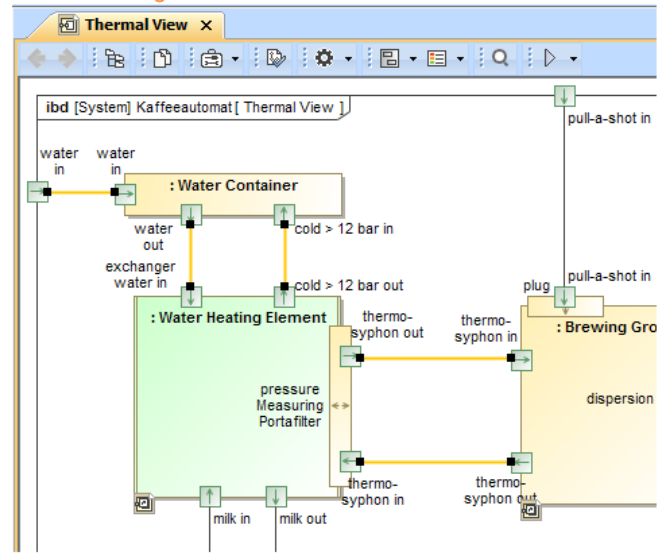 Thermal View
ibd [System] Kaffeeautomat[ Thermal View ]
pull-a-shot in
water
in
water
in
: Water Container
water
out
cold > 12 bar in
exchanger
water in
cold > 12 bar out
plug
pull-a-shot in
: Water Heating Element
thermo-
syphon out
thermo-
syphon in
: Brewing Gro
pressure
Measuring
Portafilter
dispersion
thermo-
syphon in
thermo-
syphon out
milk in
milk out